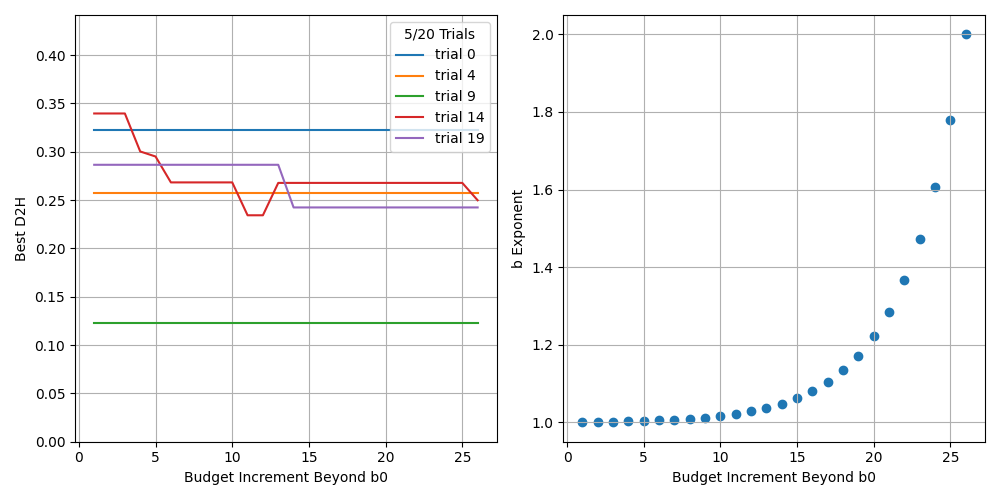 Best D2H
0.40
0.35
0.30
0.25
0.20
0.15
0.10
0.05
0.00
0
5
10
15
20
25
Budget Increment Beyond b0
5/20 Trials
trial 0
trial 4
trial 9
trial 14
trial 19
b Exponent
2.0
1.8
1.6
1.4
1.2
1.0
0
5
10
15
20
25
Budget Increment Beyond b0